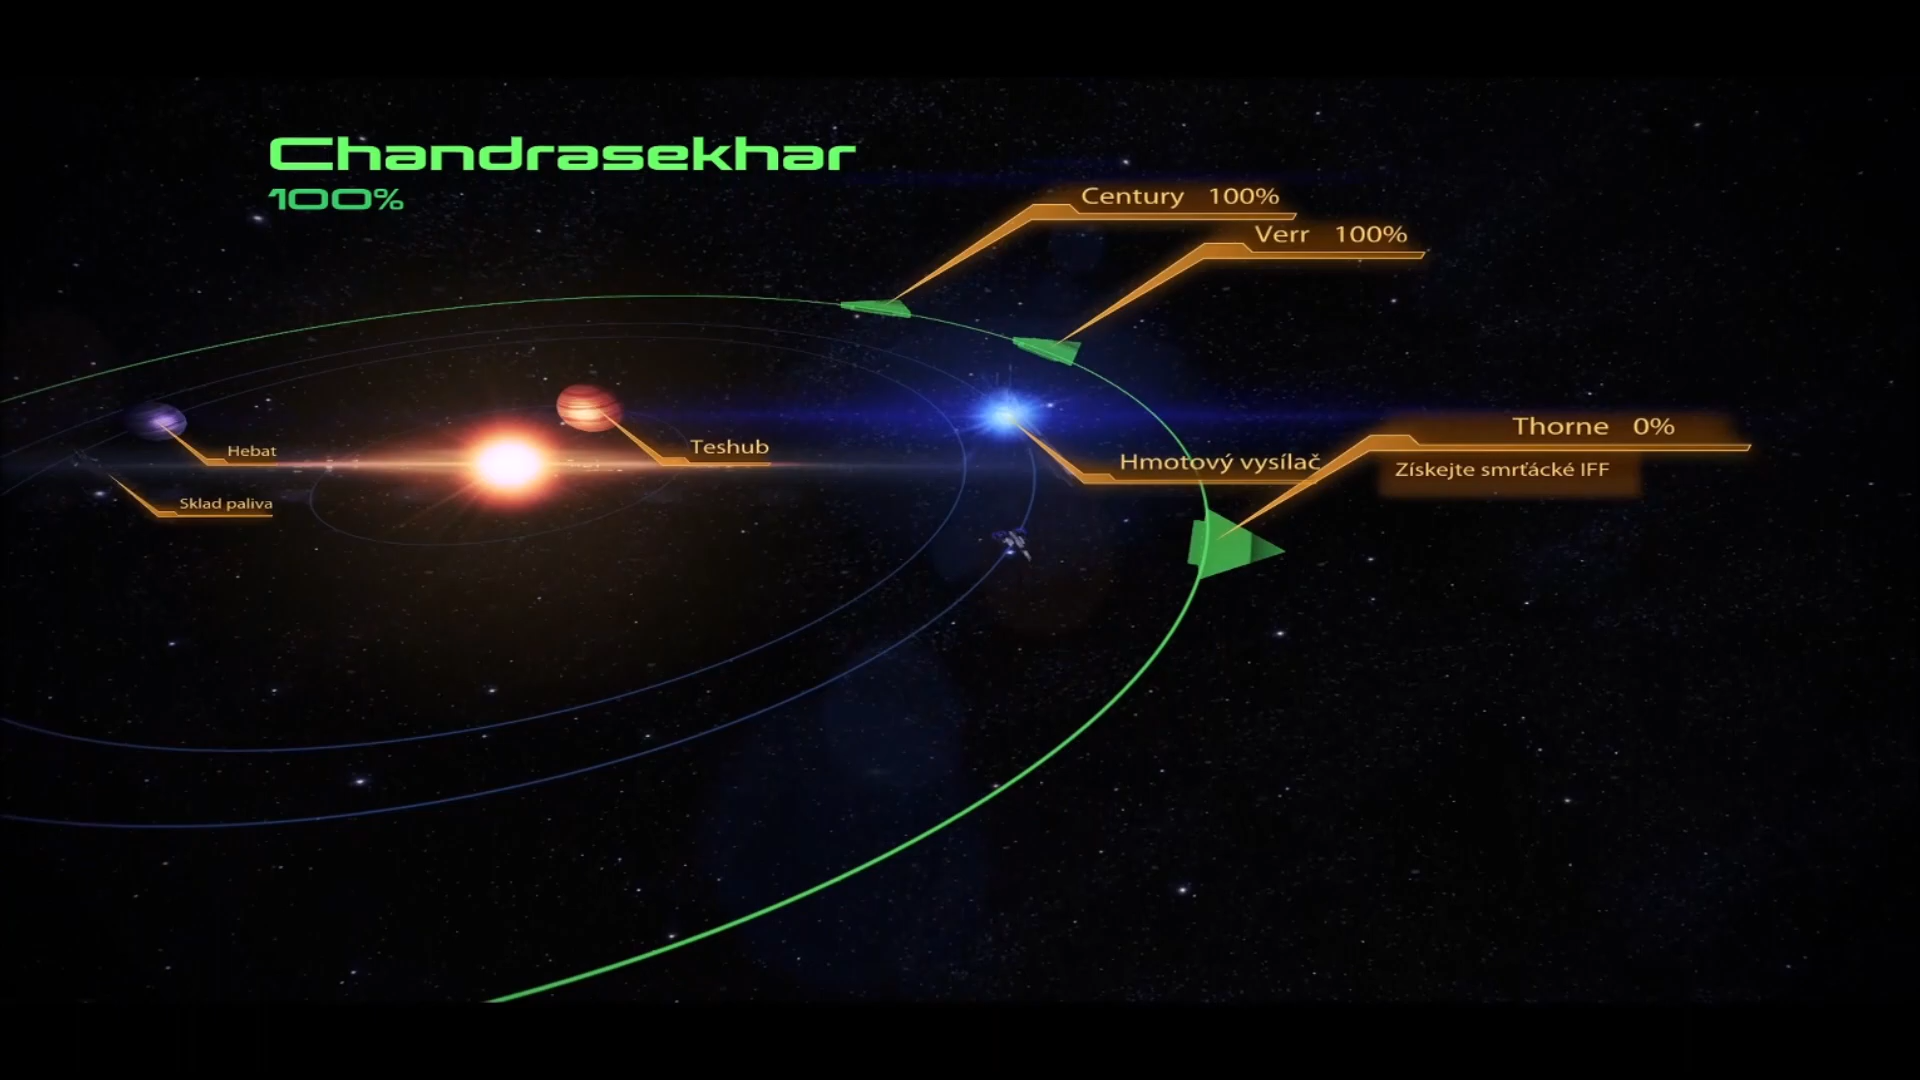 Chandrasekhar
100%
Century 100%
Verr 100%
Thorne 0%
Získejte smrťácké IFF
Hmotový vysílač
Teshub
Hebat
Sklad paliva